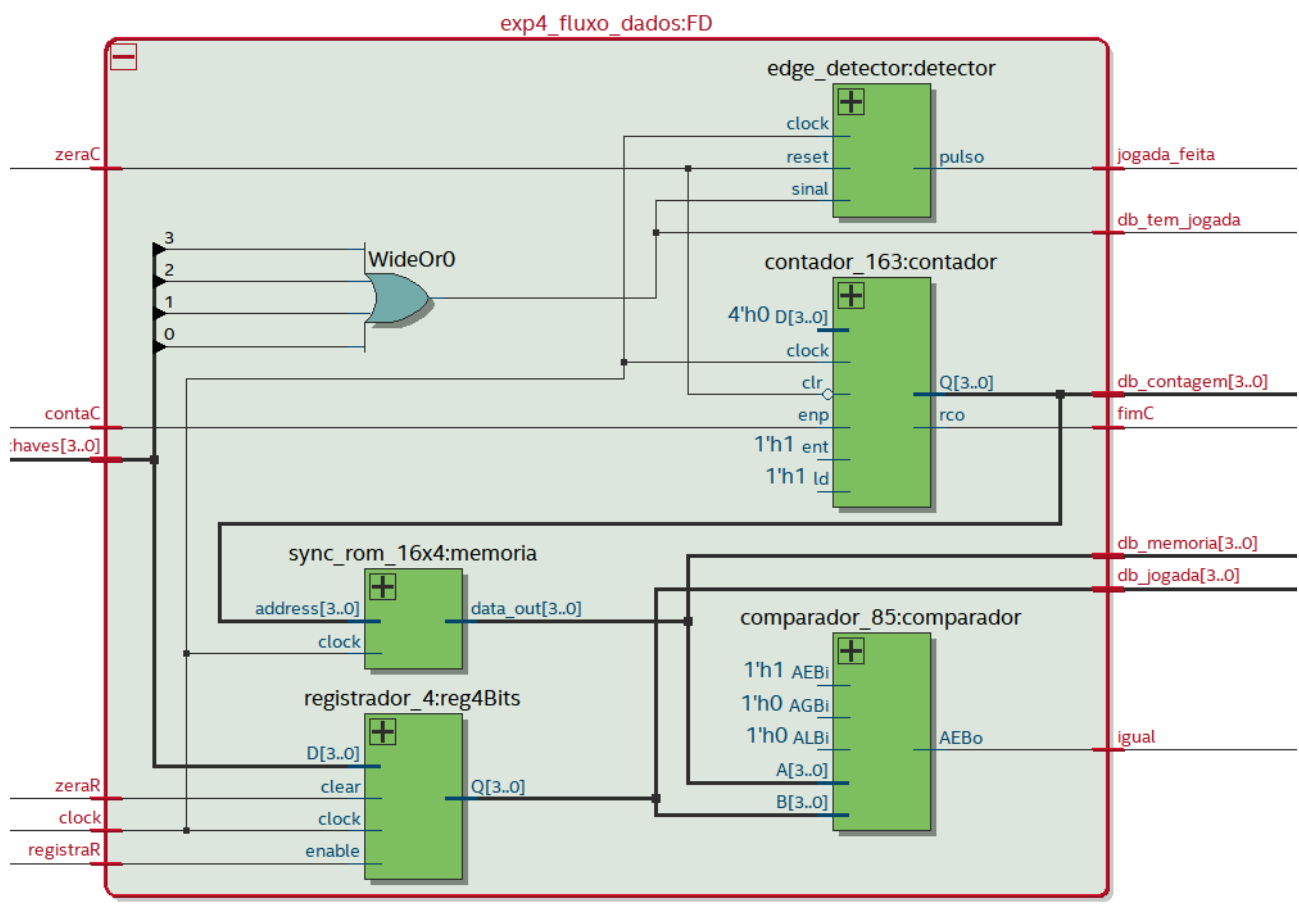 exp4_fluxo_dados:FD
edge_detector:detector
clock
zeraC
reset
pulso
jogada_feita
sinal
db_tem_jogada
3
WideOr0
2
1
0
contador_163:contador
4'h0 D[3..0]
clock
clr
Q[3..0]
db_contagem[3..0]
contaC
enp
rco
fimC
:haves[3..0]
1'h1 ent
1'h1 ld
sync_rom_16x4:memoria
db_memoria[3..0]
db_jogada[3..0]
address[3..0]
data_out[3..0]
clock
comparador_85:comparador
1'h1 AEBi
registrador_4:reg4Bits
1'h0 AGBi
1'h0 ALBi
AEBo
igual
D[3..0]
A[3..0]
zeraR
clear
Q[3..0]
B[3..0]
clock
clock
registraR
enable